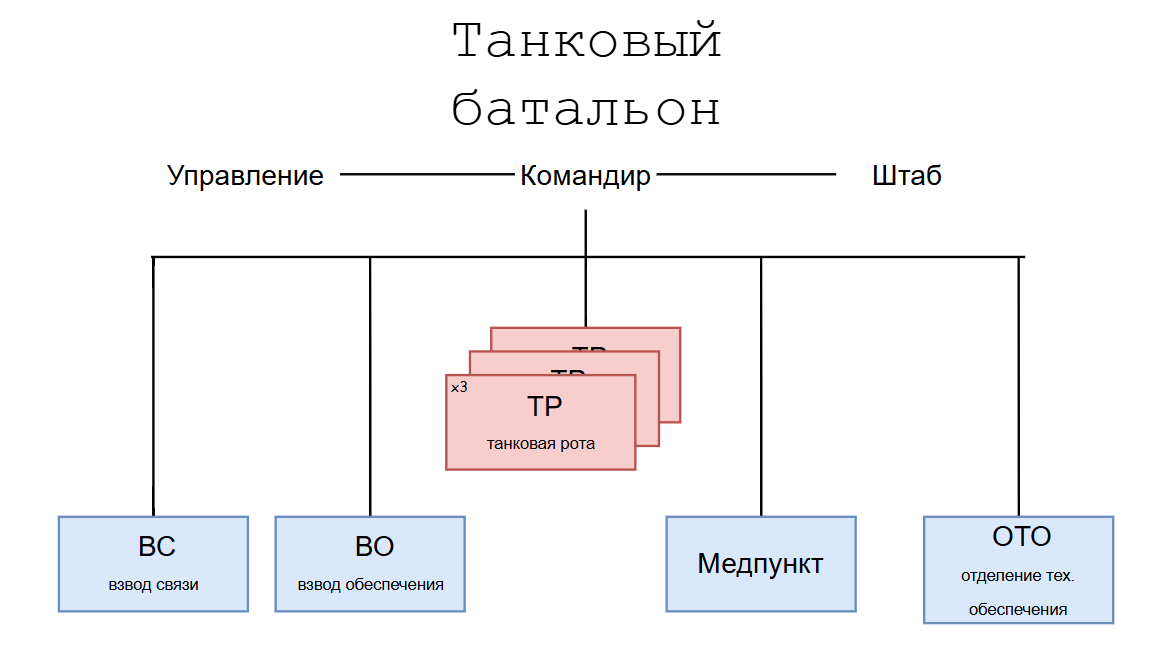 Танковый
батальон
Управление Командир Штаб
ТР
ТР
x3
ТР
танковая рота
ВС
взвод связи
ВО
взвод обеспечения
Медпункт
ОТО
отделение тех.
обеспечения